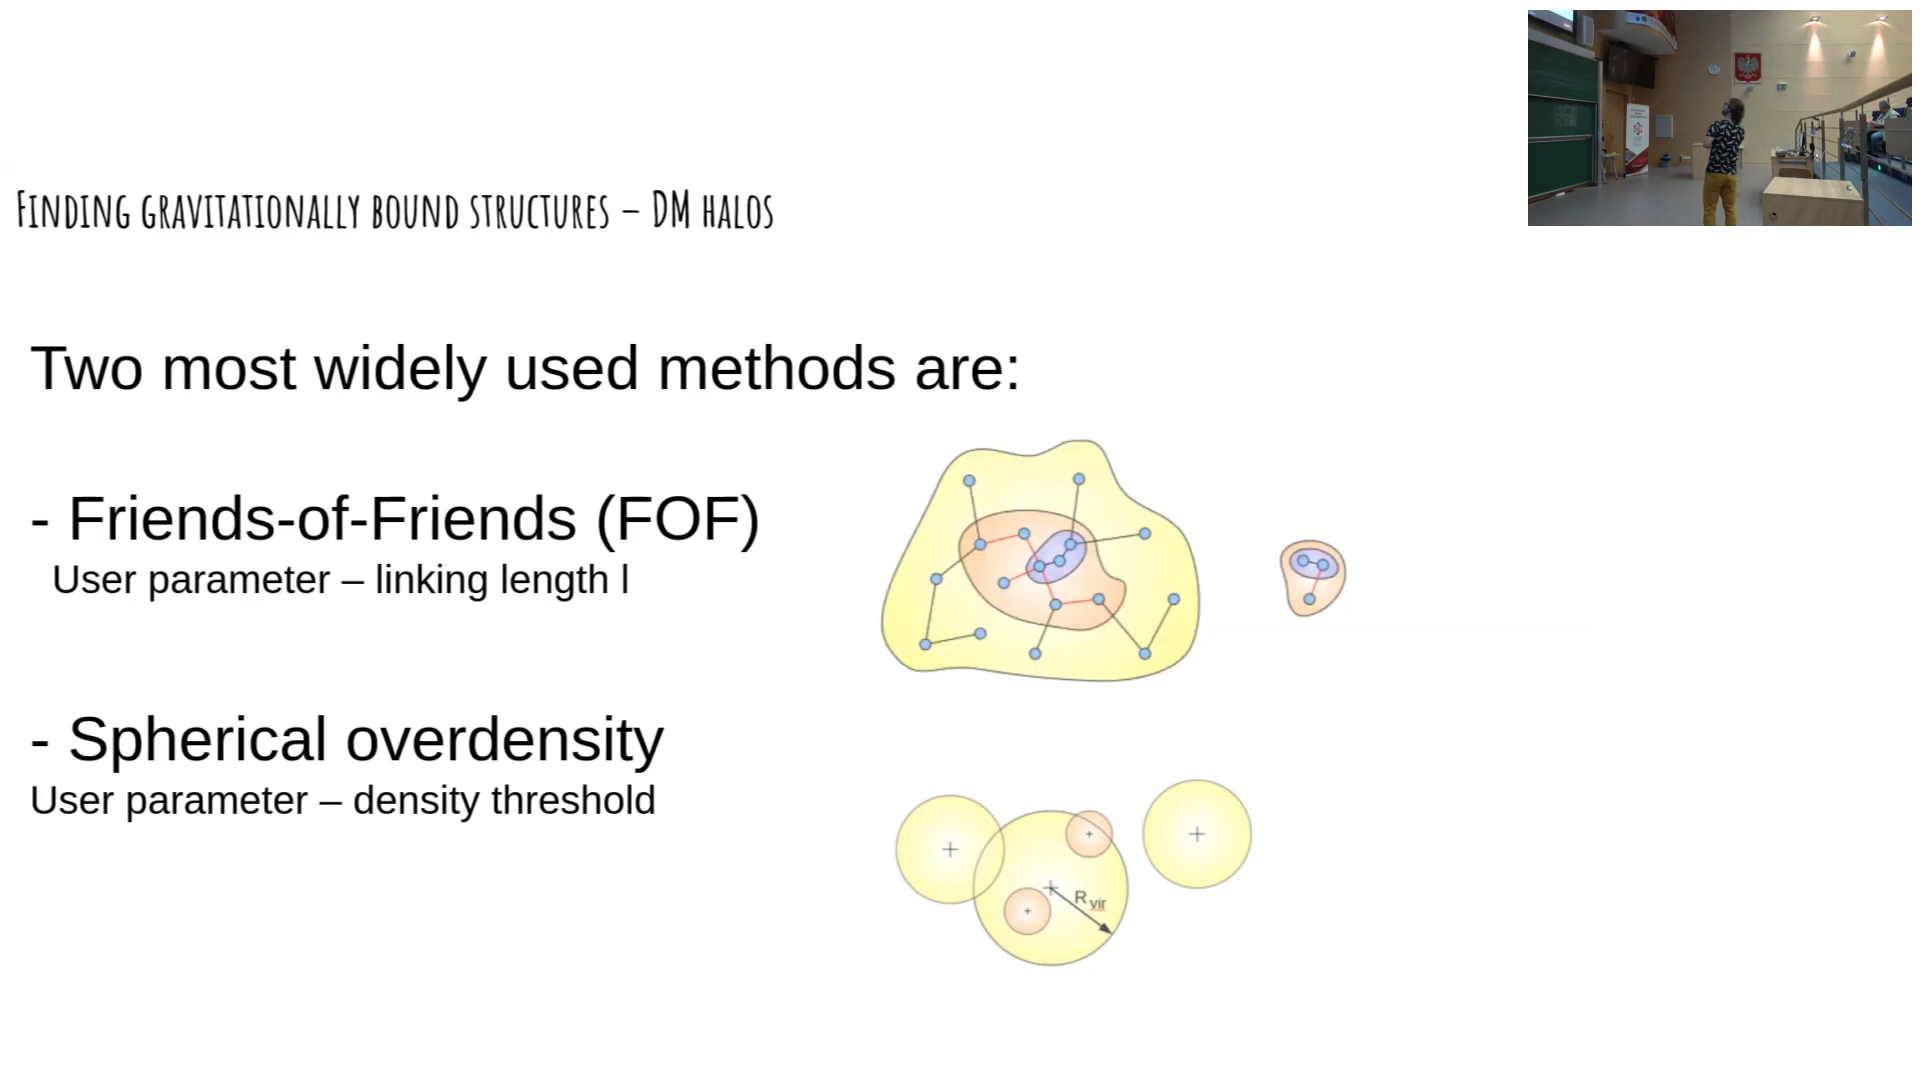 Finding gravitationally bound structures – DM halos
Two most widely used methods are:
- Friends-of-Friends (FOF)
User parameter – linking length l
- Spherical overdensity
User parameter – density threshold
R vir